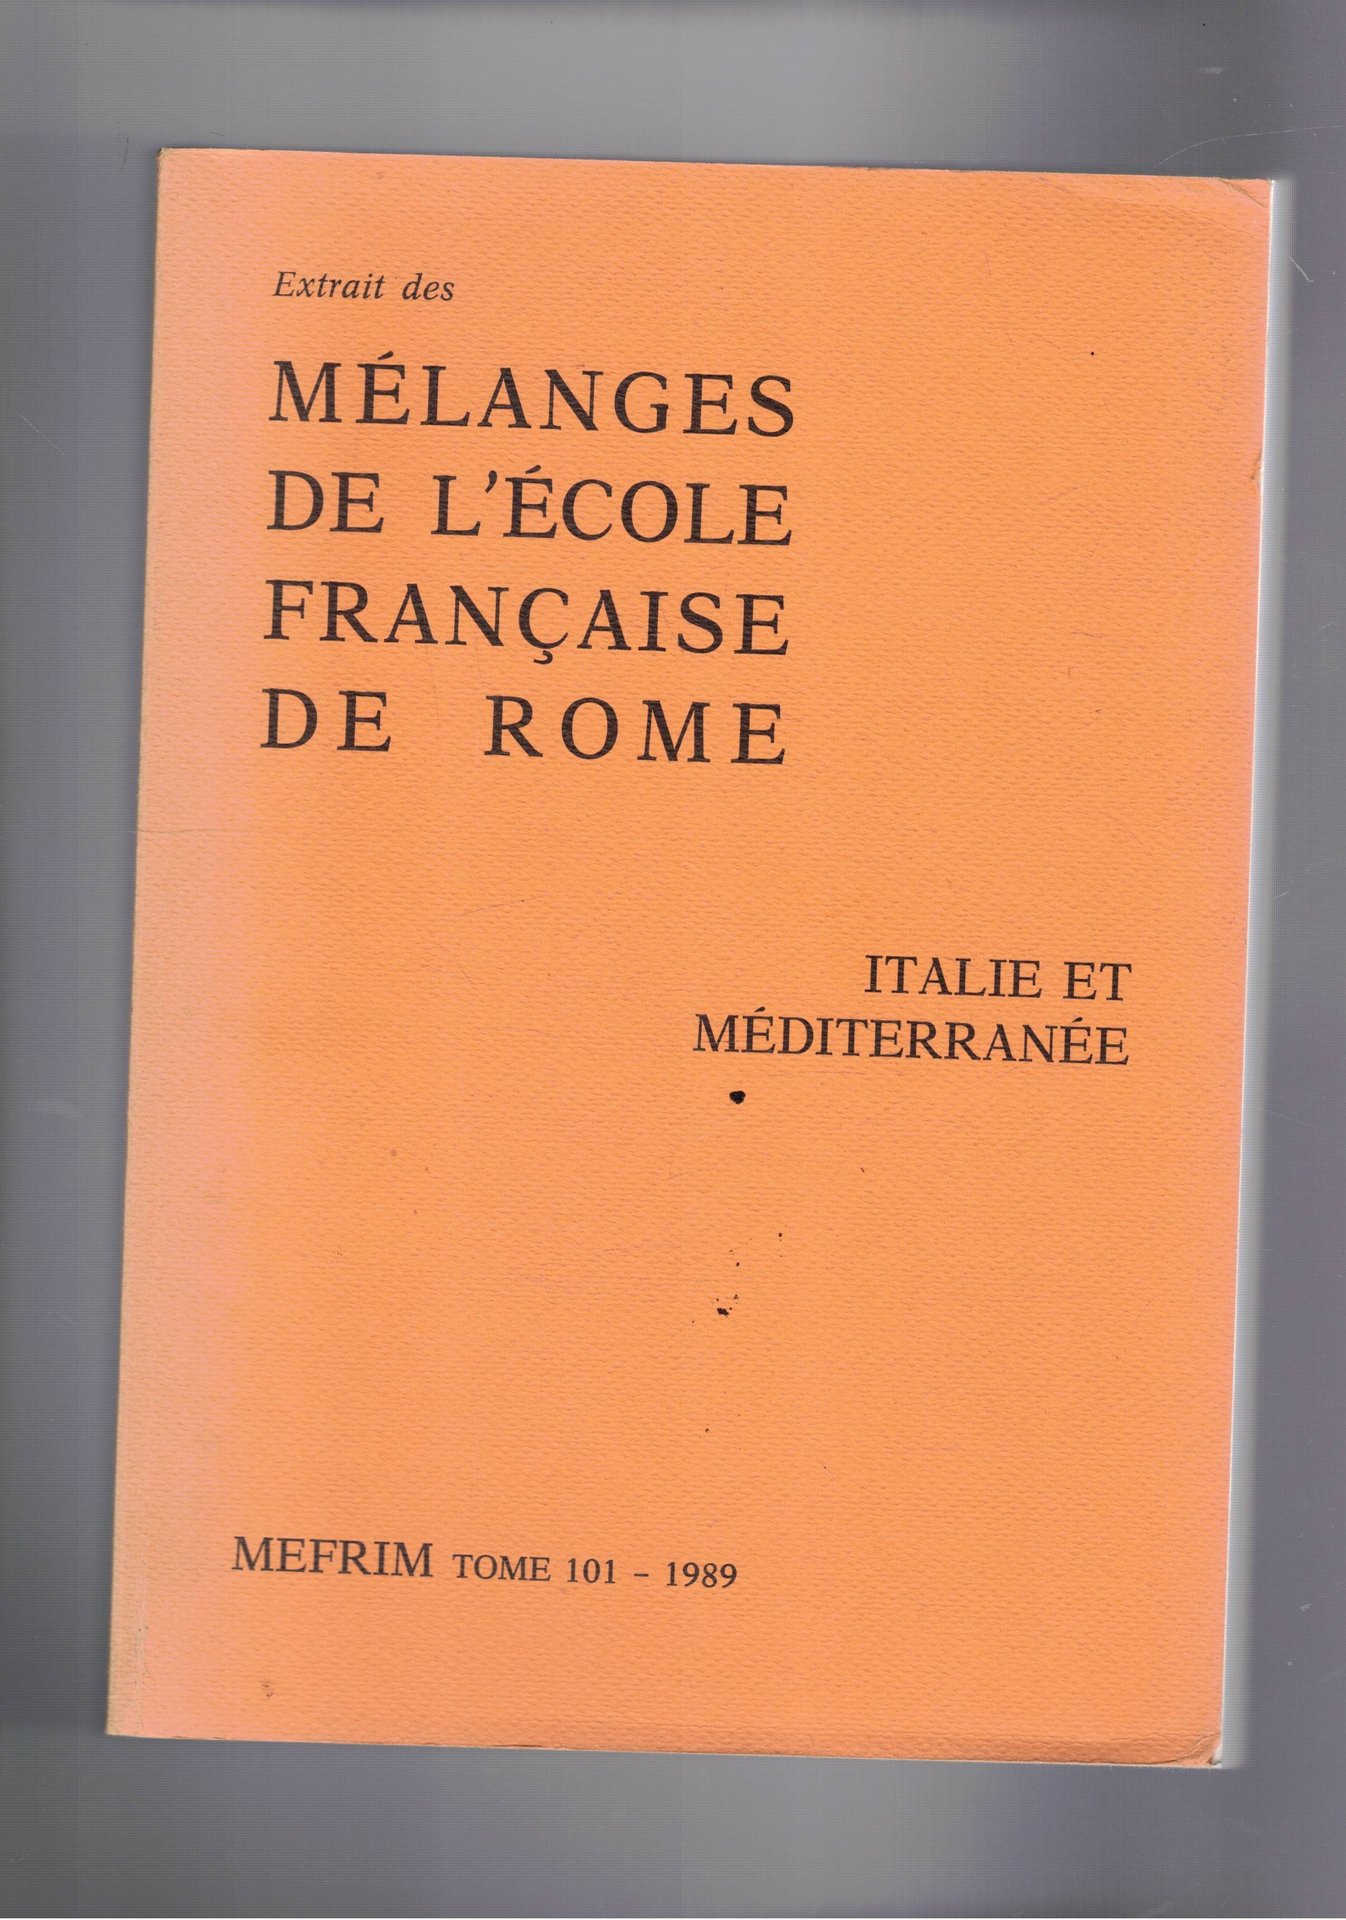 Extrait des
MÉLANGES
DE L'ÉCOLE
FRANÇAISE
DE ROME
ITALIE ET
MÉDITERRANÉE
MEFRIM TOME 101 – 1989